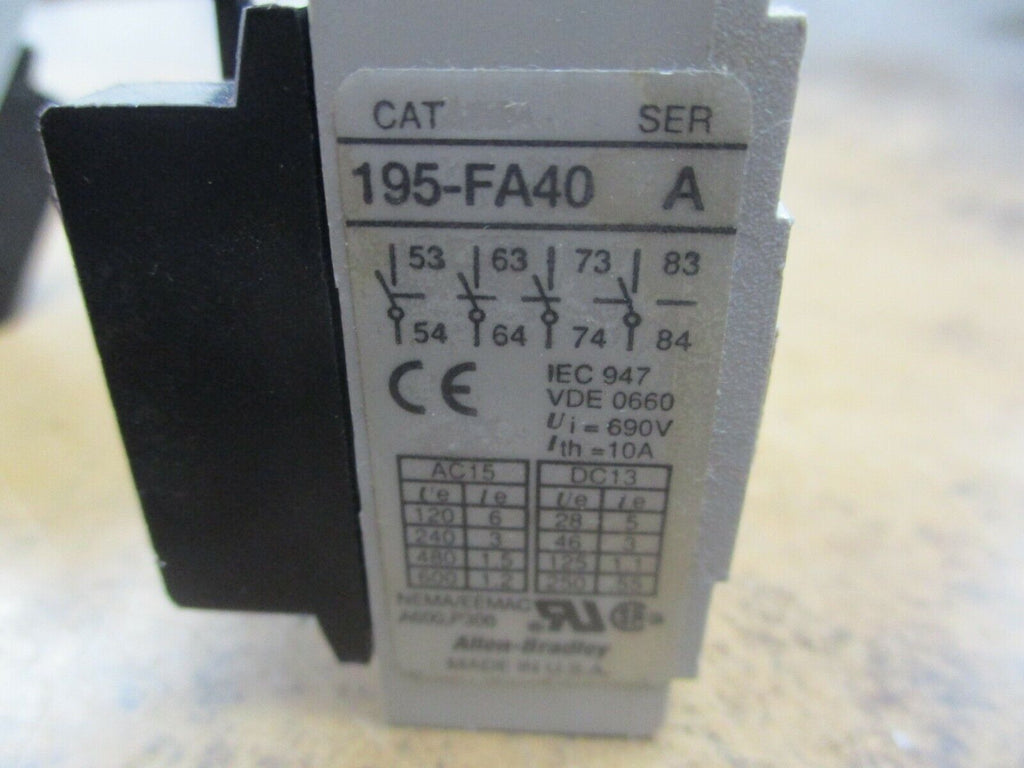 CAT SER
195-FA40 A
53 63 73 83
54 64 74 84
CE IEC 947
VDE 0660
Ui = 690V
Ith =10A
AC15 DC13
Ue Ie Ue Ie
120 6 28 5
240 3 46 3
480 1.5 125 1.1
600 1.2 250 .55
NEMA/EEMAC
A600,P300
Allen-Bradley
MADE IN U.S.A.